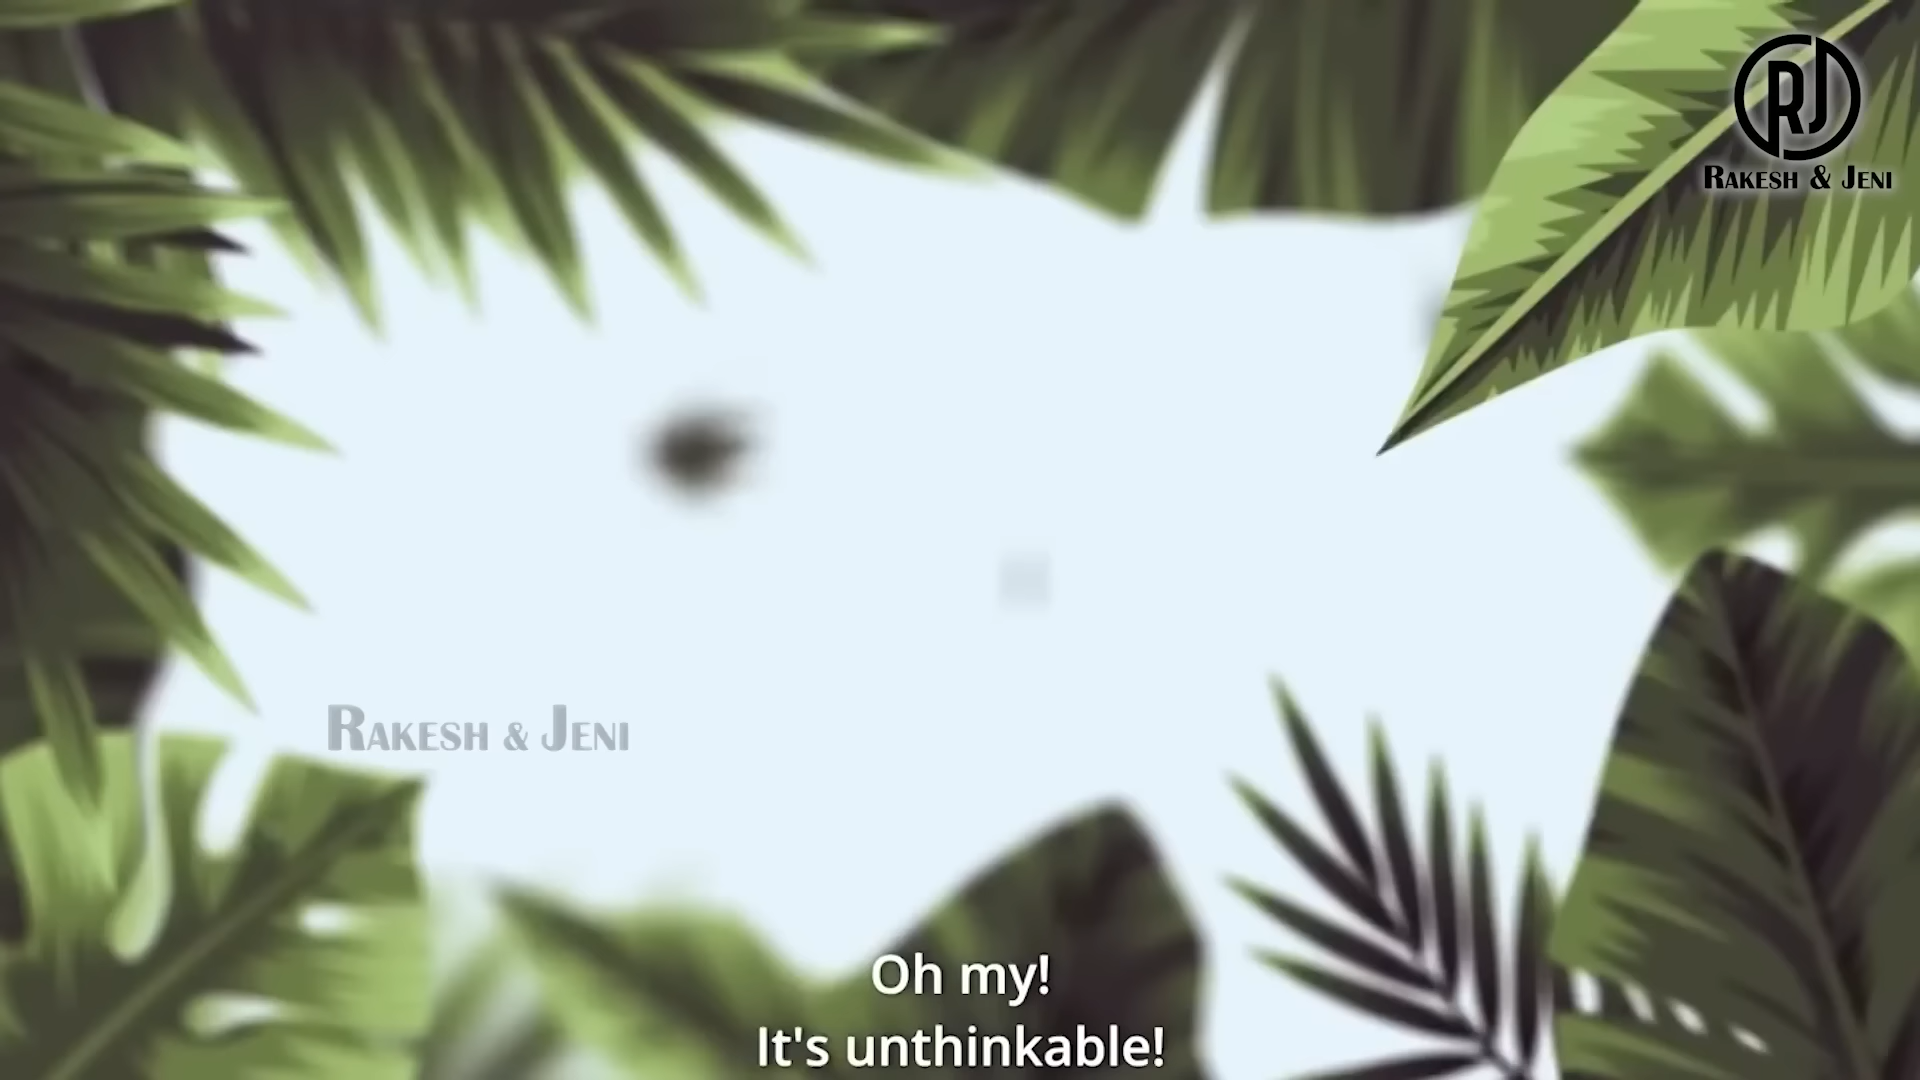 RJ
RAKESH & JENI
RAKESH & JENI
Oh my!
It's unthinkable!